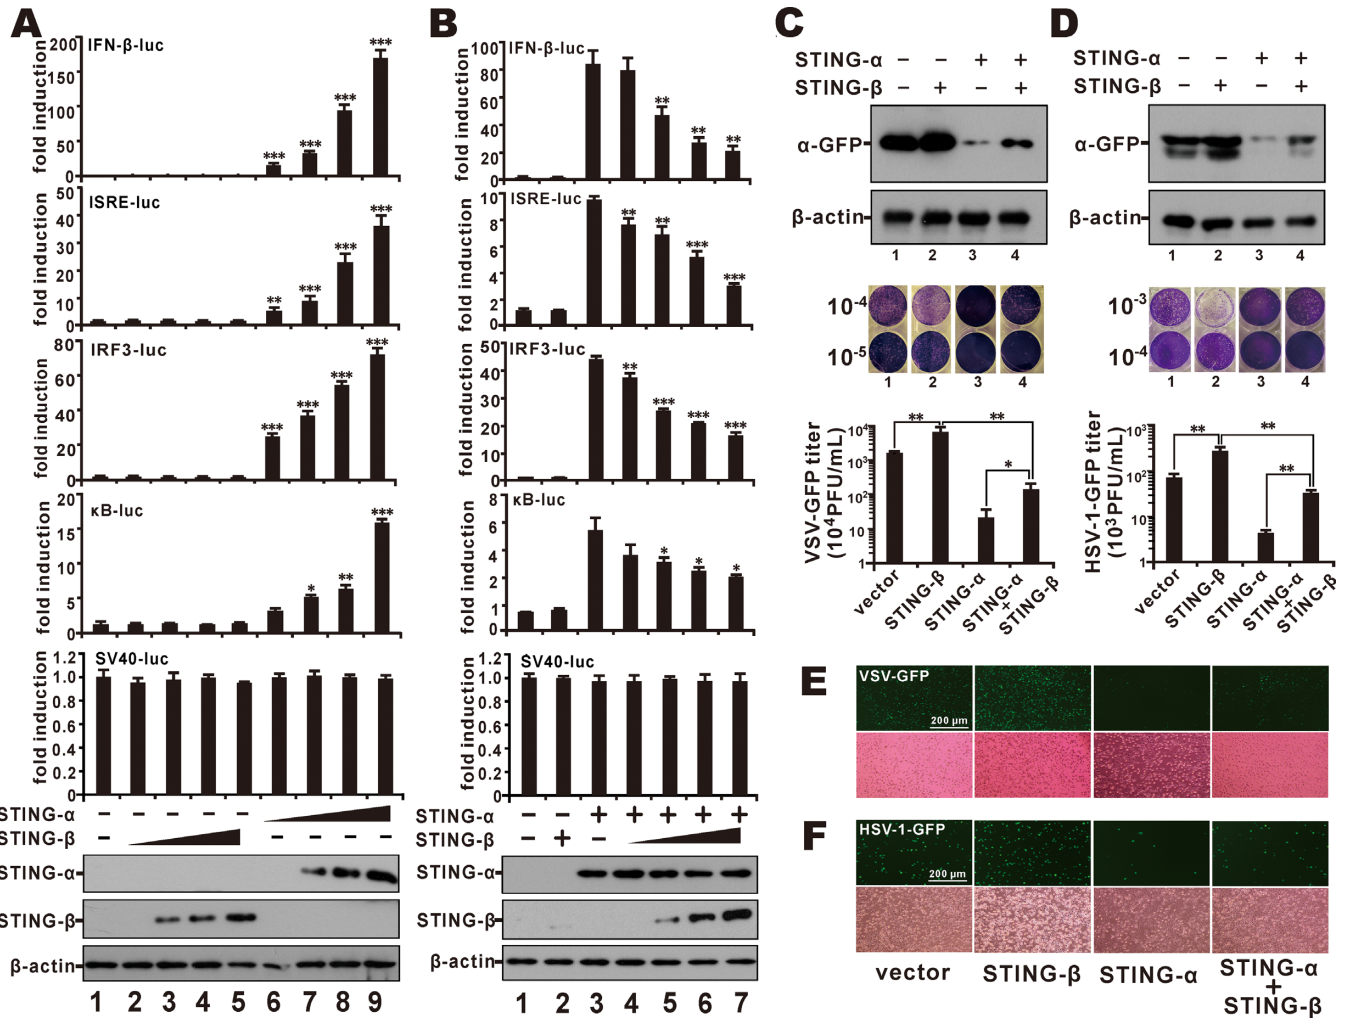 A
IFN-β-luc
fold induction
200
150
100
50
0
***
***
***
***
ISRE-luc
fold induction
50
40
30
20
10
0
**
***
***
***
IRF3-luc
fold induction
80
60
40
20
0
***
***
***
***
κB-luc
fold induction
20
15
10
5
0
*
**
***
SV40-luc
fold induction
1.2
1.0
0.8
0.6
0.4
0.2
0
STING-α – – – – –
STING-β – – – – –
STING-α
STING-β
β-actin
1 2 3 4 5 6 7 8 9
B
IFN-β-luc
fold induction
100
80
60
40
20
0
**
**
**
ISRE-luc
fold induction
10
8
6
4
2
0
**
**
***
***
IRF3-luc
fold induction
50
40
30
20
10
0
**
***
***
***
κB-luc
fold induction
8
6
4
2
1
0
*
*
*
SV40-luc
fold induction
1.2
1.0
0.8
0.6
0.4
0.2
0
STING-α – – + + + + +
STING-β – + –
STING-α
STING-β
β-actin
1 2 3 4 5 6 7
C
STING-α – – + +
STING-β – + – +
α-GFP
β-actin
1 2 3 4
10-4
10-5
1 2 3 4
VSV-GFP titer
(10⁴PFU/mL)
10⁴
10³
10²
10
1
**
**
*
vector
STING-β
STING-α
STING-α
+
STING-β
D
STING-α – – + +
STING-β – + – +
α-GFP
β-actin
1 2 3 4
10-3
10-4
1 2 3 4
HSV-1-GFP titer
(10³PFU/mL)
10³
10²
10
1
**
**
**
vector
STING-β
STING-α
STING-α
+
STING-β
E
VSV-GFP
200 μm
F
HSV-1-GFP
200 μm
vector
STING-β
STING-α
STING-α
+
STING-β